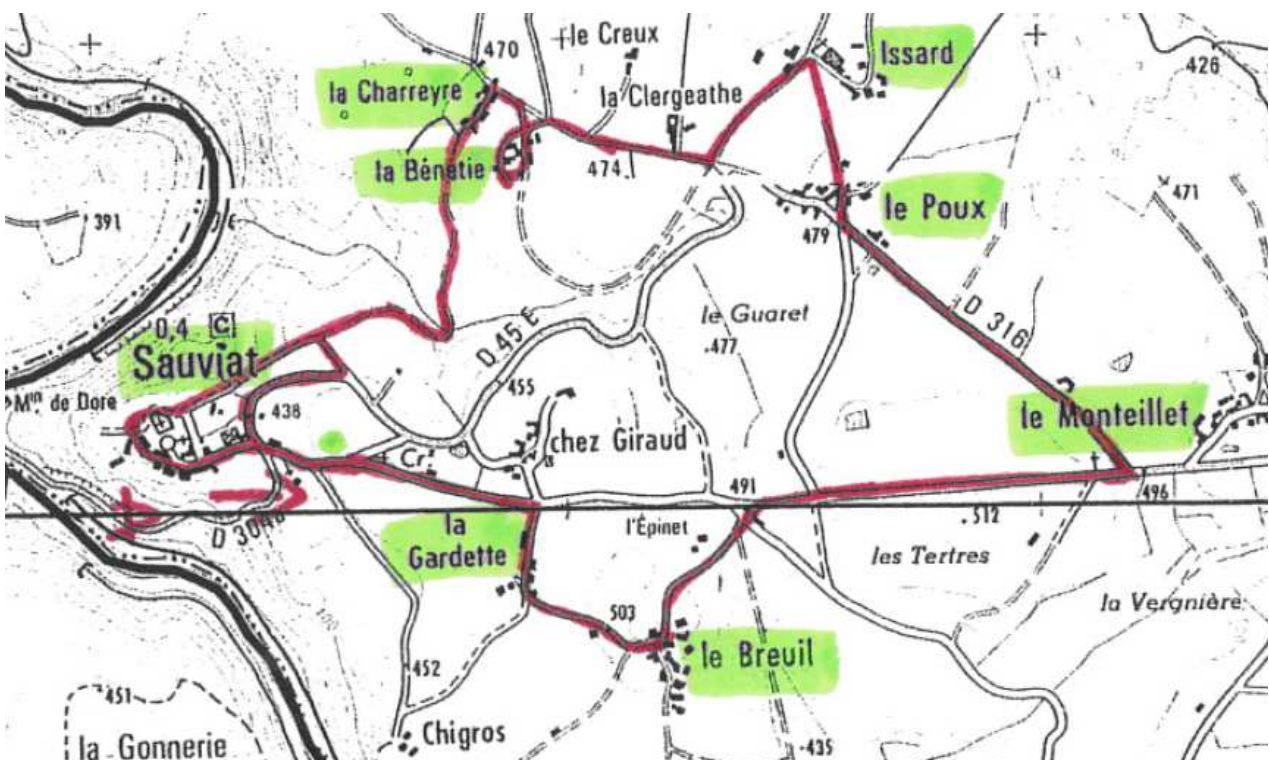 470
le Creux
Issard
426
la Charreyre
la Clergeathe
la Bénetie
474
471
391
le Poux
479
D 316
le Guaret
477
0,4 C
Sauviat
D 45 E
455
Mⁱⁿ de Dore
438
Cr.
chez Giraud
le Monteillet
491
496
D 304
la
Gardette
l'Épinet
512
les Tertres
la Vergnière
503
le Breuil
452
100
451
la Gonnerie
Chigros
435